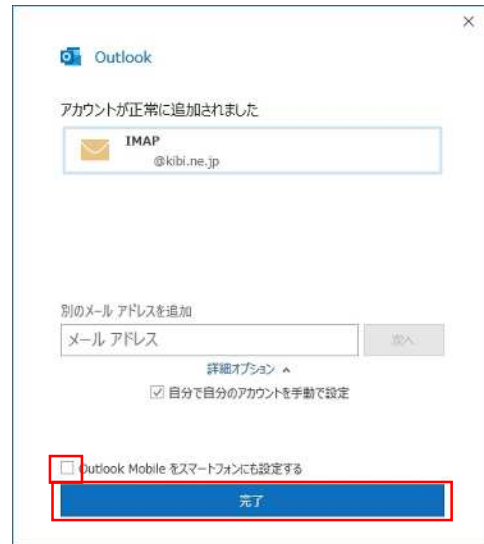 Outlook
アカウントが正常に追加されました
IMAP
@kibi.ne.jp
別のメール アドレスを追加
メール アドレス
次へ
詳細オプション
自分で自分のアカウントを手動で設定
Outlook Mobile をスマートフォンにも設定する
完了